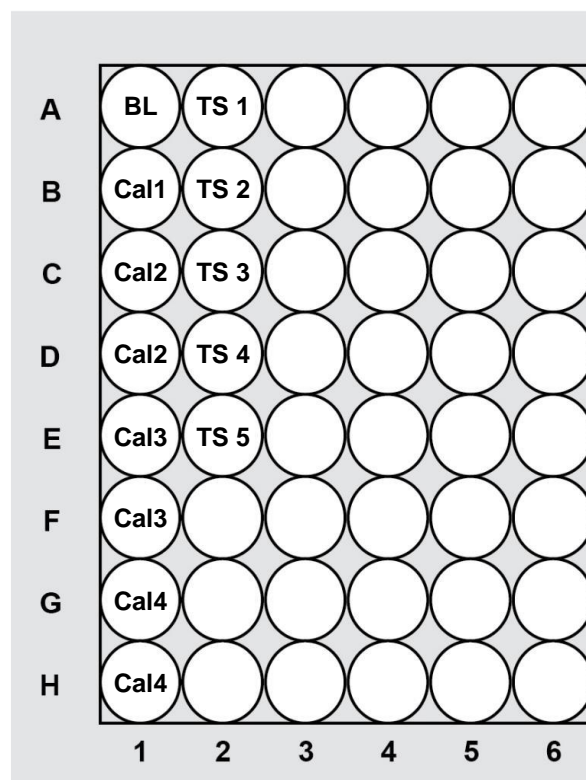 A BL TS 1
B Cal1 TS 2
C Cal2 TS 3
D Cal2 TS 4
E Cal3 TS 5
F Cal3
G Cal4
H Cal4
1 2 3 4 5 6